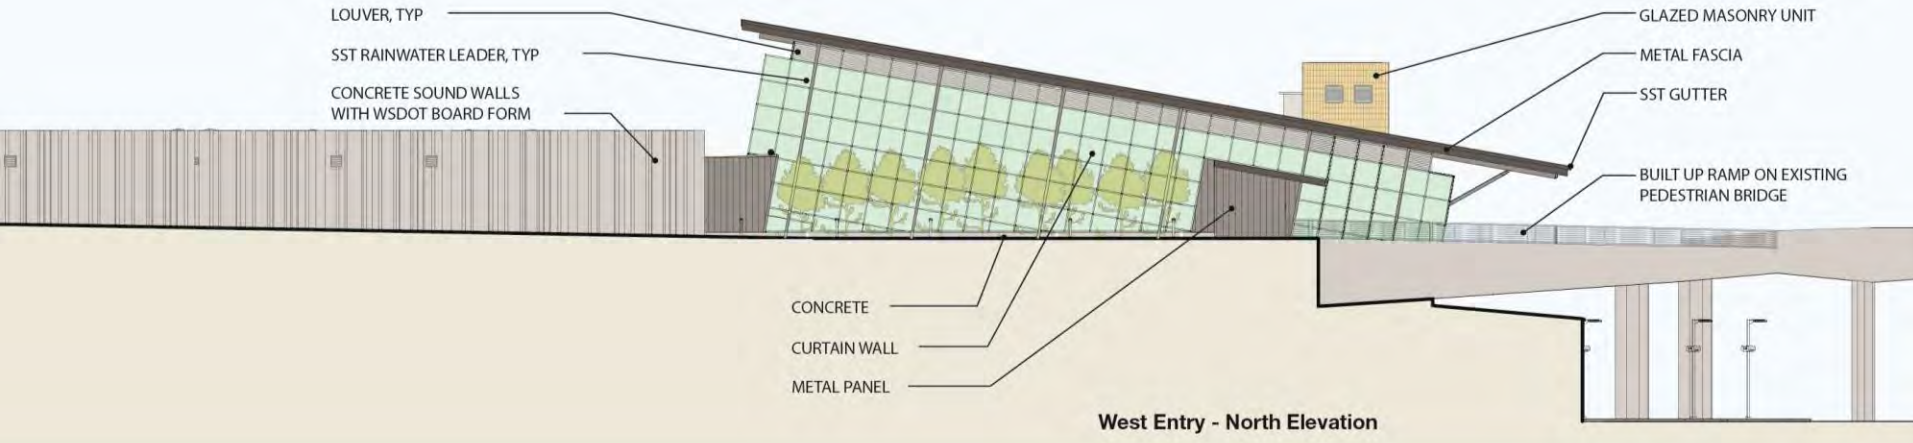 LOUVER, TYP
SST RAINWATER LEADER, TYP
CONCRETE SOUND WALLS
WITH WSDOT BOARD FORM
GLAZED MASONRY UNIT
METAL FASCIA
SST GUTTER
BUILT UP RAMP ON EXISTING
PEDESTRIAN BRIDGE
CONCRETE
CURTAIN WALL
METAL PANEL
West Entry - North Elevation